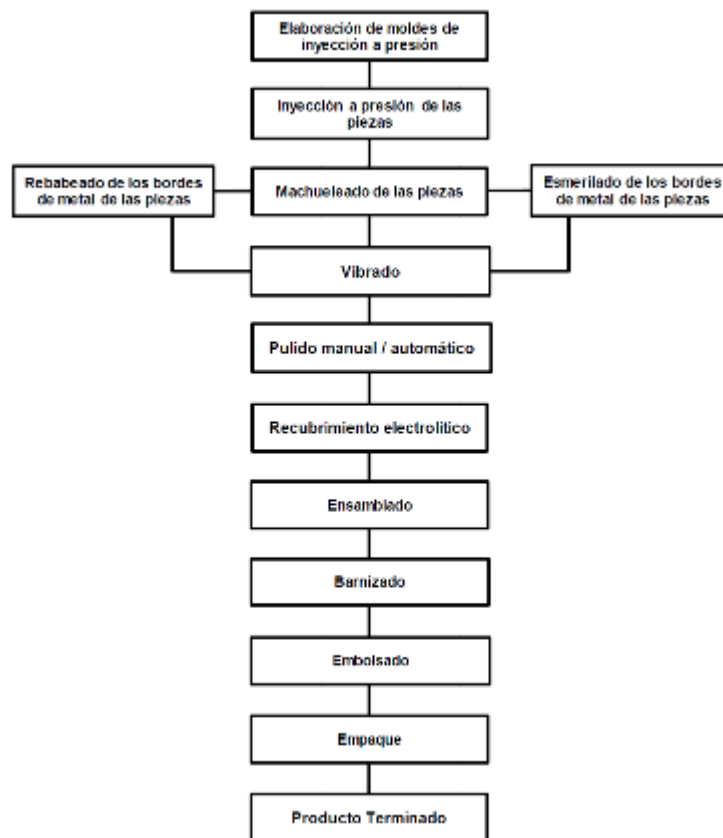 Elaboración de moldes de
inyección a presión
Inyección a presión de las
piezas
Rebabeado de los bordes
de metal de las piezas
Machueleado de las piezas
Esmerilado de los bordes
de metal de las piezas
Vibrado
Pulido manual / automático
Recubrimiento electrolítico
Ensamblado
Barnizado
Embolsado
Empaque
Producto Terminado